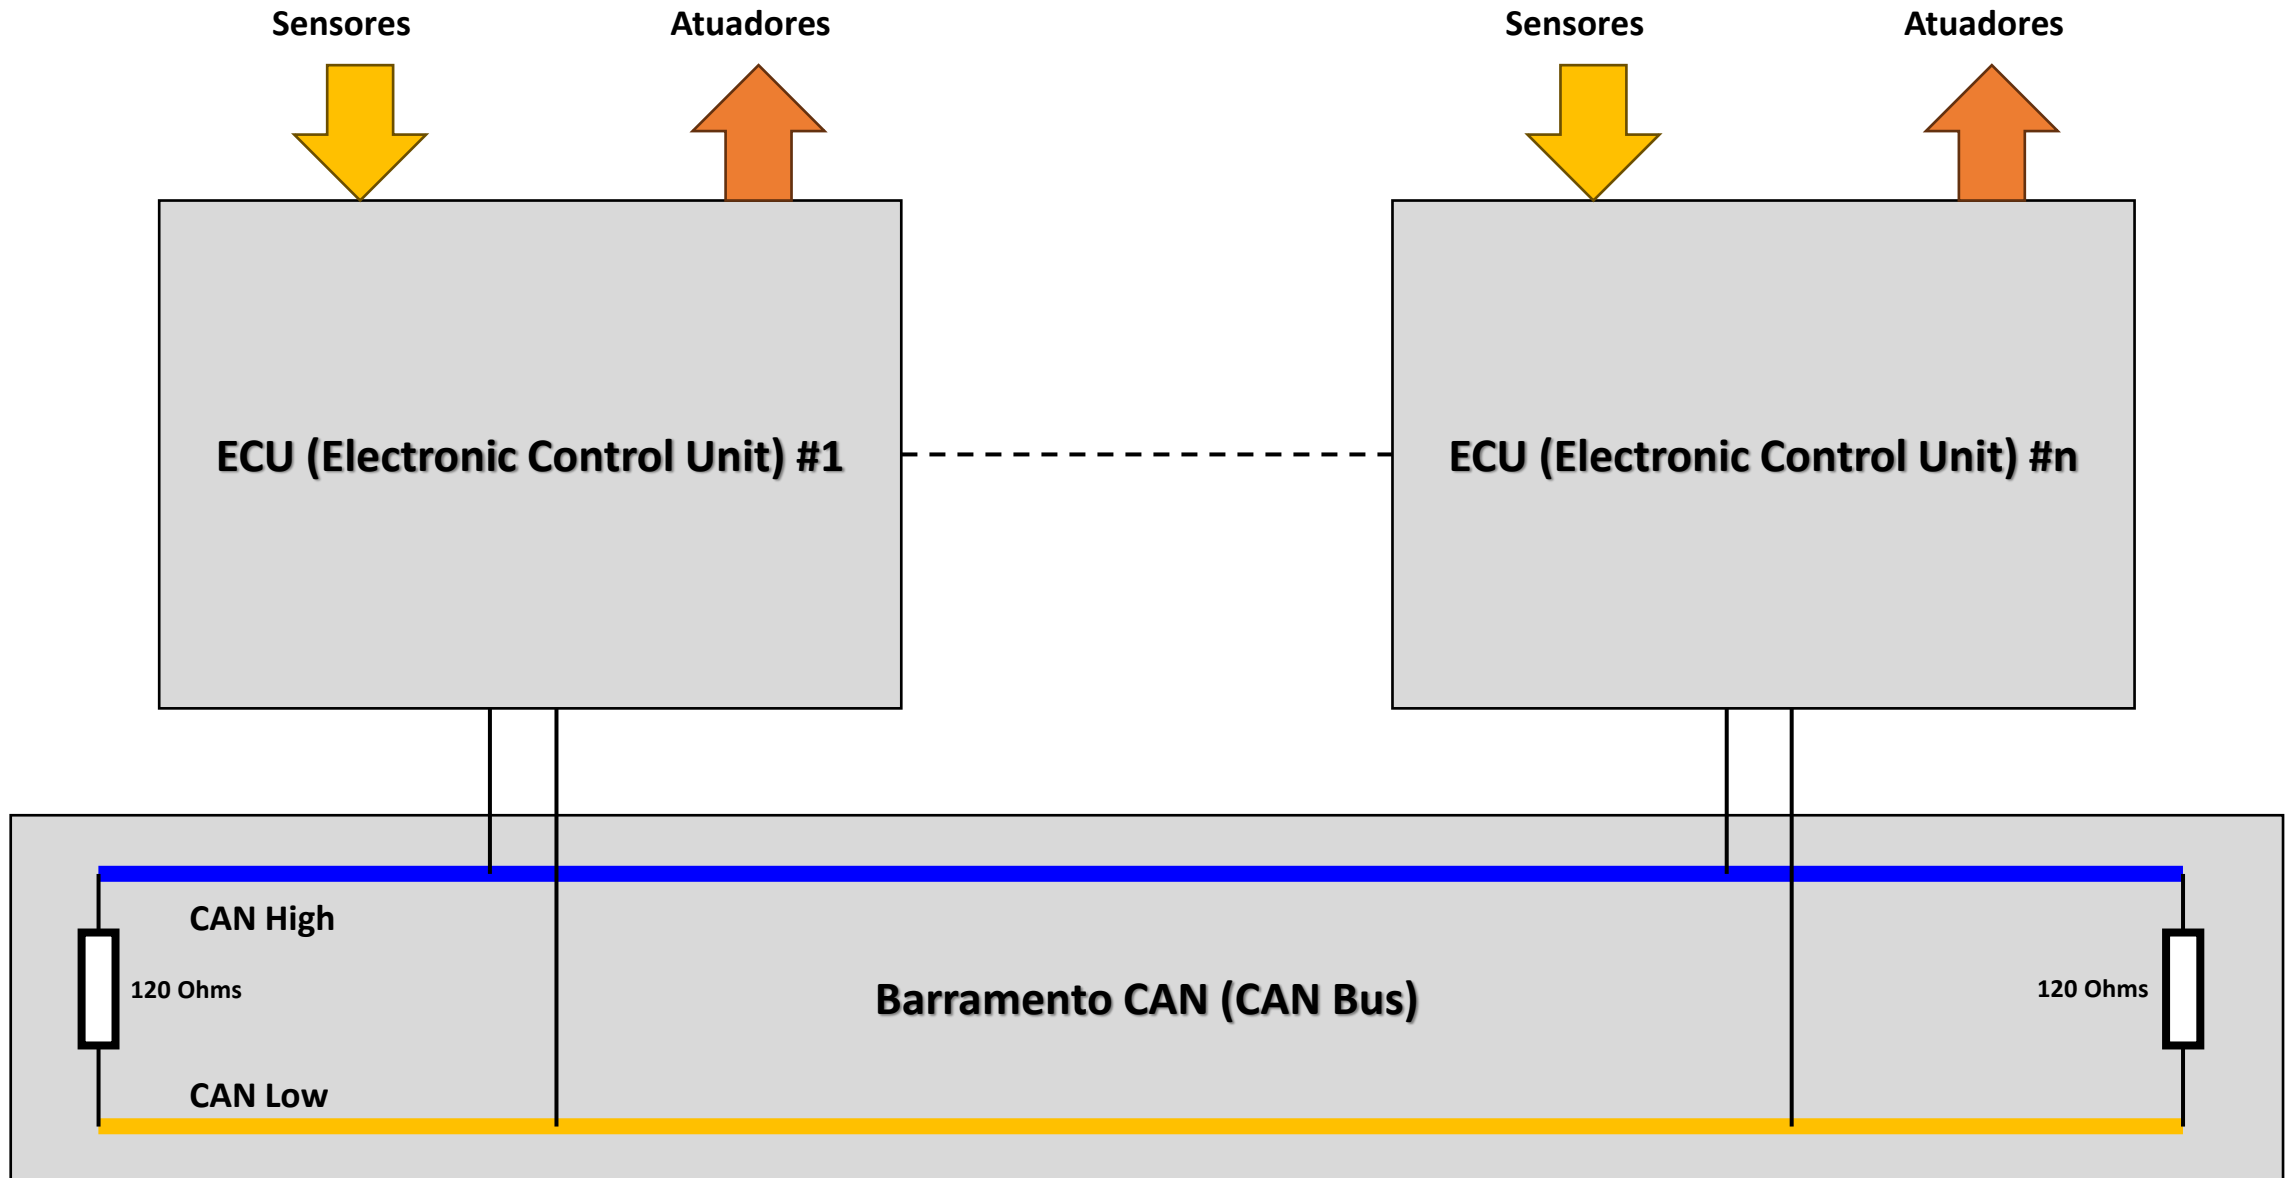 Sensores
Atuadores
Sensores
Atuadores
ECU (Electronic Control Unit) #1
ECU (Electronic Control Unit) #n
CAN High
120 Ohms
Barramento CAN (CAN Bus)
120 Ohms
CAN Low